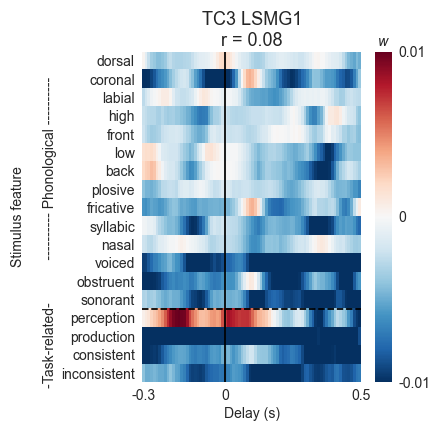 TC3 LSMG1
r = 0.08
w
dorsal
coronal
labial
high
front
low
back
plosive
fricative
syllabic
nasal
voiced
obstruent
sonorant
perception
production
consistent
inconsistent
Stimulus feature
-Task-related- ---------- Phonological ----------
-0.3
0
0.5
Delay (s)
0.01
0
-0.01